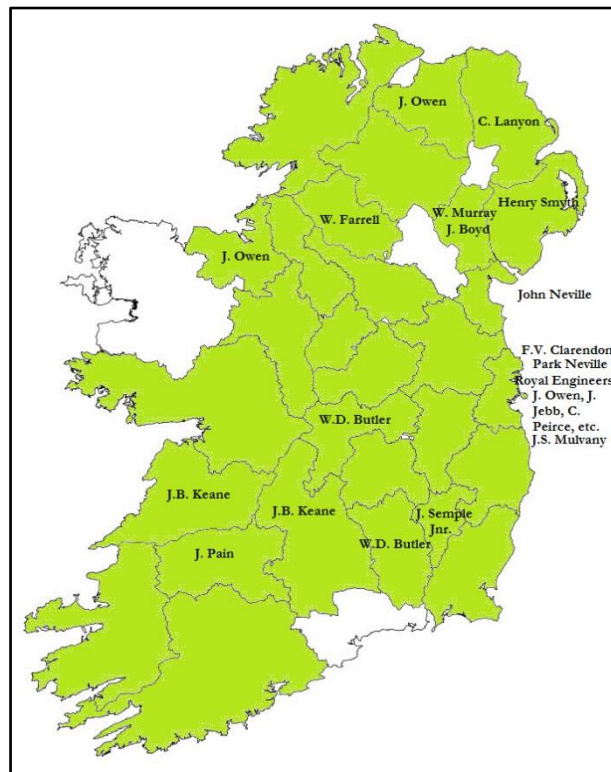 J. Owen
C. Lanyon
Henry Smyth
W. Murray
J. Boyd
W. Farrell
J. Owen
John Neville
F.V. Clarendon
Park Neville
Royal Engineers
J. Owen, J.
Jebb, C.
Peirce, etc.
J.S. Mulvany
W.D. Butler
J.B. Keane
J.B. Keane
J. Semple
Jnr.
W.D. Butler
J. Pain